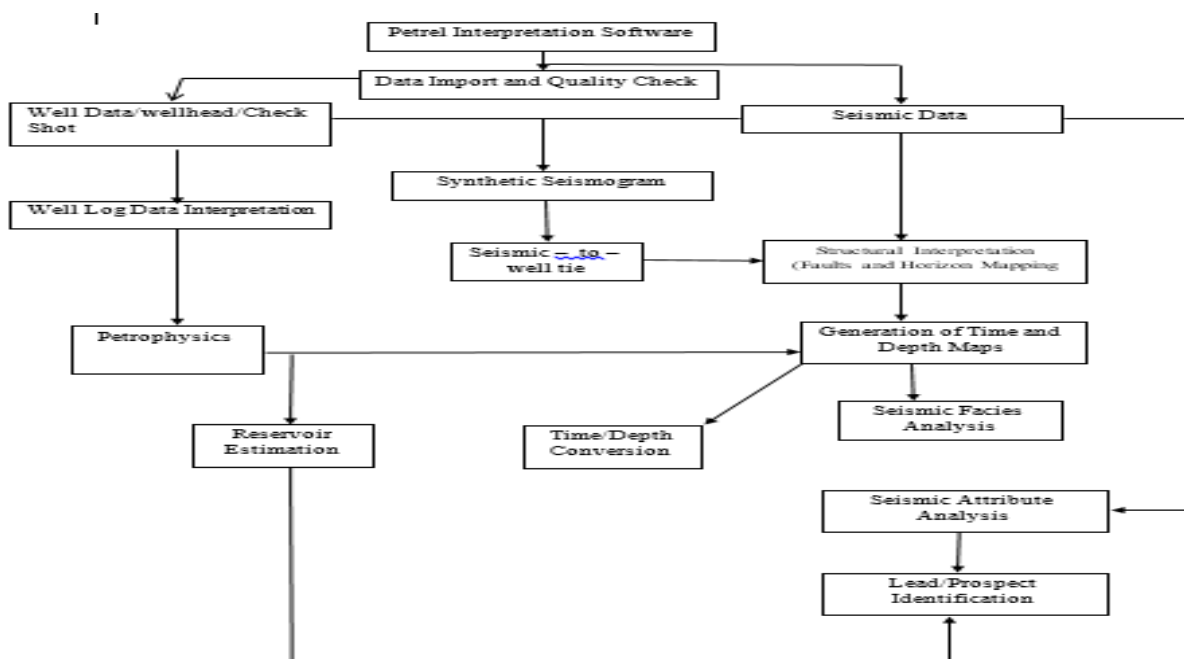 Petrel Interpretation Software
Data Import and Quality Check
Well Data/wellhead/Check
Shot
Seismic Data
Synthetic Seismogram
Well Log Data Interpretation
Seismic – to –
well tie
Structural Interpretation
(Faults and Horizon Mapping
Petrophysics
Generation of Time and
Depth Maps
Seismic Facies
Analysis
Reservoir
Estimation
Time/Depth
Conversion
Seismic Attribute
Analysis
Lead/Prospect
Identification